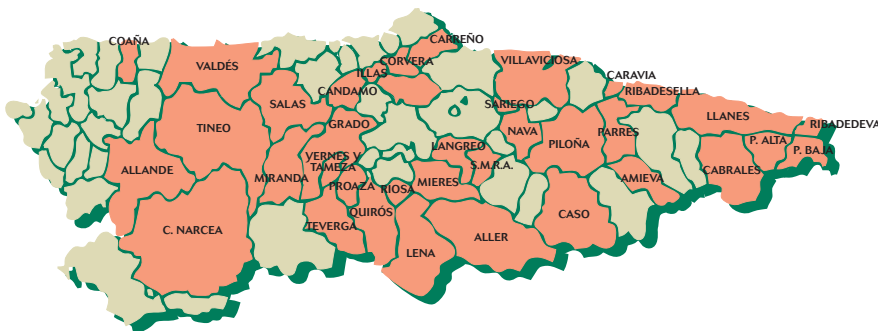 COAÑA
CARREÑO
VALDÉS
CORVERA
VILLAVICIOSA
ILLAS
CARAVIA
CANDAMO
RIBADESELLA
SALAS
SARIEGO
LLANES
TINEO
GRADO
NAVA
PARRES
RIBADEDEVA
PILOÑA
P. ALTA
LANGREO
P. BAJA
YERNES Y
TAMEZA
S.M.R.A.
ALLANDE
MIRANDA
PROAZA
RIOSA
MIERES
AMIEVA
CABRALES
QUIRÓS
CASO
C. NARCEA
TEVERGA
ALLER
LENA